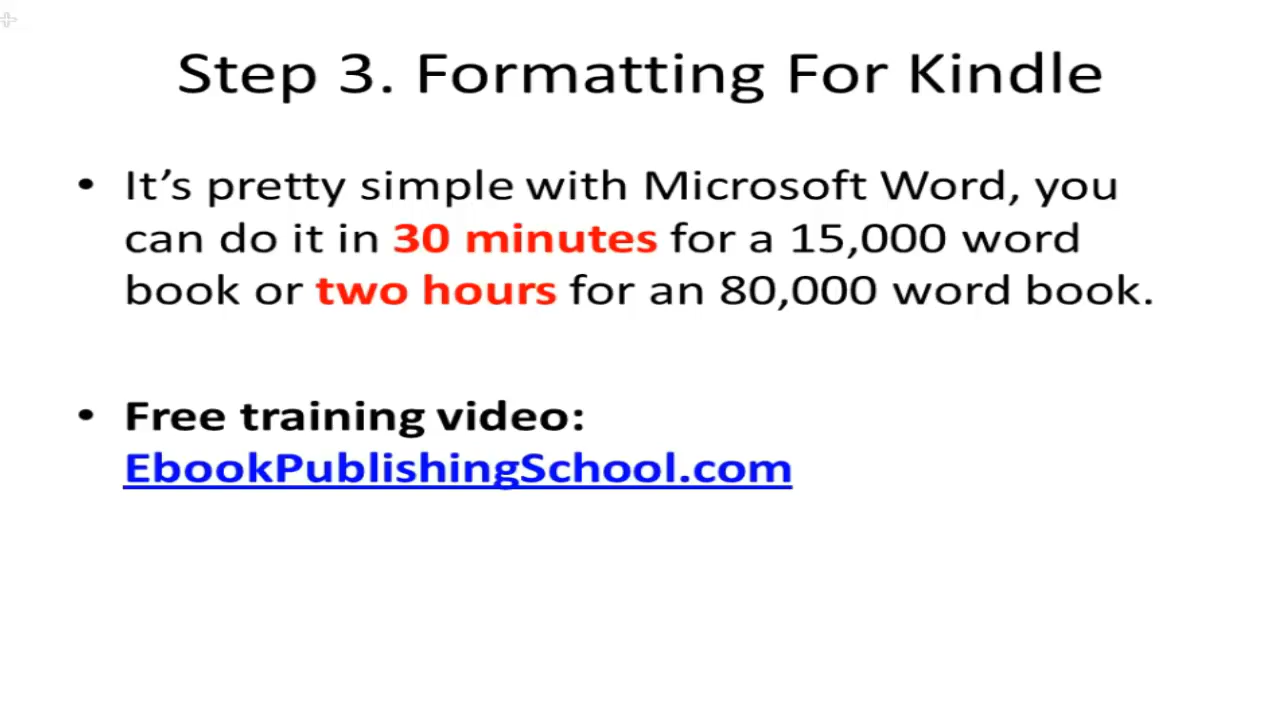 Step 3. Formatting For Kindle
• It’s pretty simple with Microsoft Word, you
can do it in 30 minutes for a 15,000 word
book or two hours for an 80,000 word book.
• Free training video:
EbookPublishingSchool.com